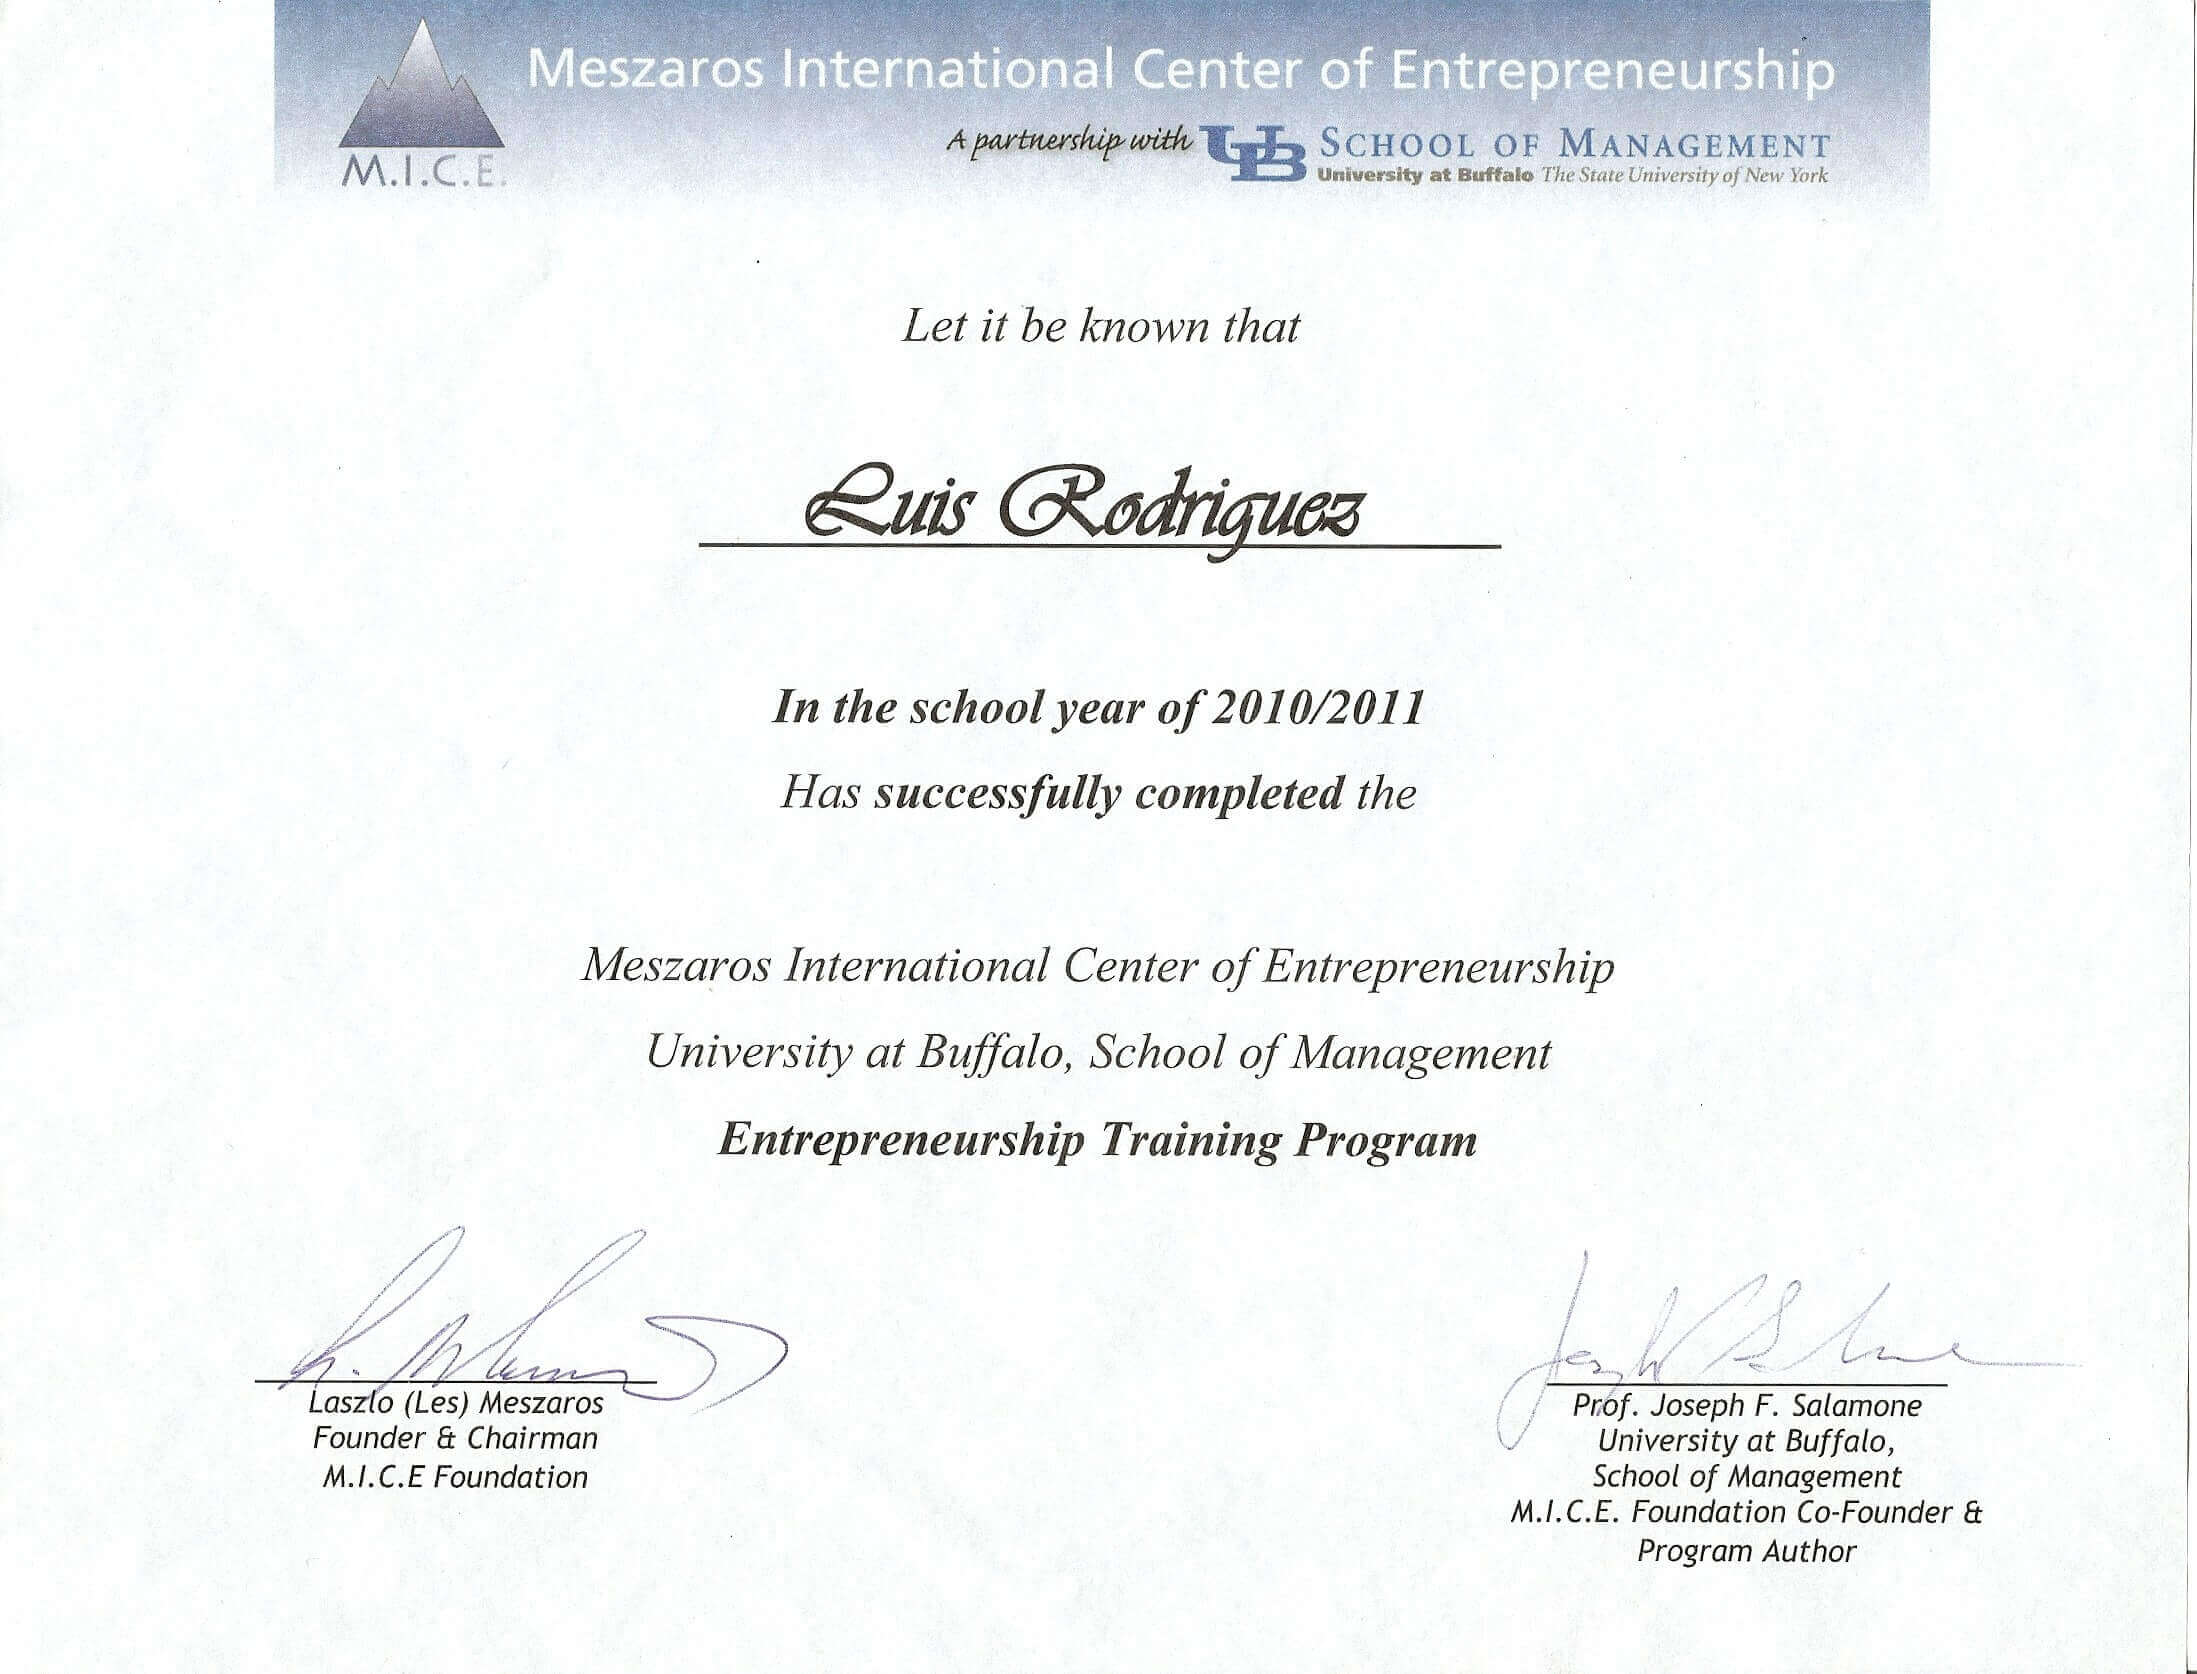 Meszaros International Center of Entrepreneurship
M.I.C.E.
A partnership with UB SCHOOL OF MANAGEMENT
University at Buffalo The State University of New York
Let it be known that
Luis Rodriguez
In the school year of 2010/2011
Has successfully completed the
Meszaros International Center of Entrepreneurship
University at Buffalo, School of Management
Entrepreneurship Training Program
Laszlo (Les) Meszaros
Founder & Chairman
M.I.C.E Foundation
Prof. Joseph F. Salamone
University at Buffalo,
School of Management
M.I.C.E. Foundation Co-Founder &
Program Author